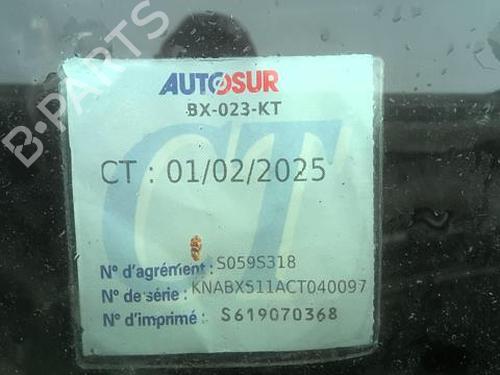 B-PARTS
AUTOSUR
BX-023-KT
CT
CT : 01/02/2025
N° d'agrément : S059S318
N° de série : KNABX511ACT040097
N° d'imprimé : S619070368